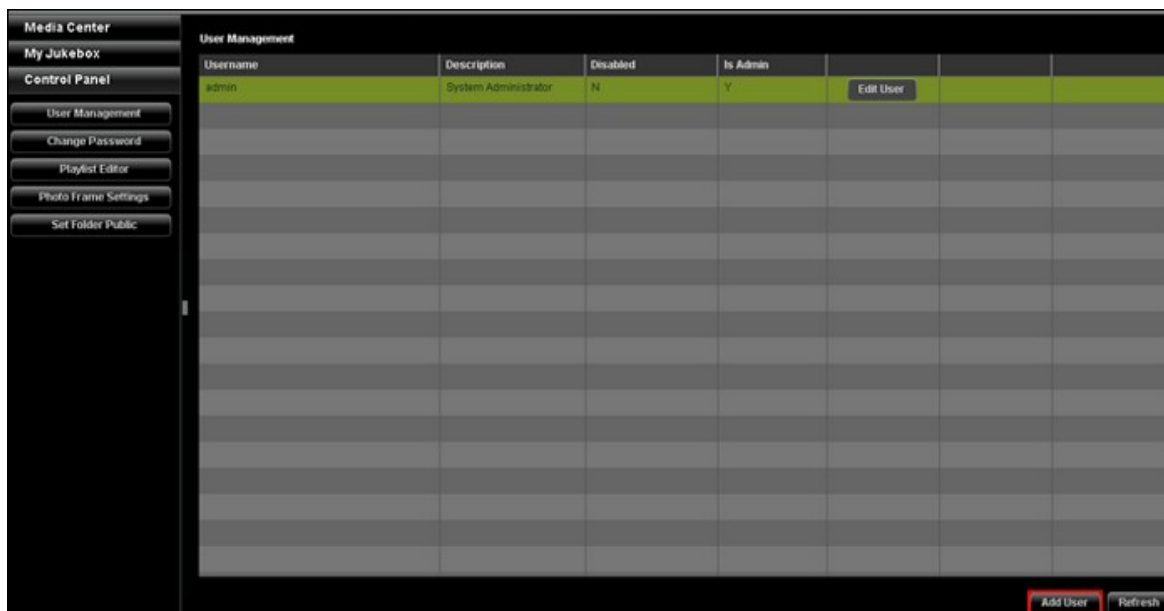 Media Center
My Jukebox
Control Panel
User Management
Change Password
Playlist Editor
Photo Frame Settings
Set Folder Public
User Management
Username Description Disabled Is Admin
admin System Administrator N Y Edit User
Add User Refresh